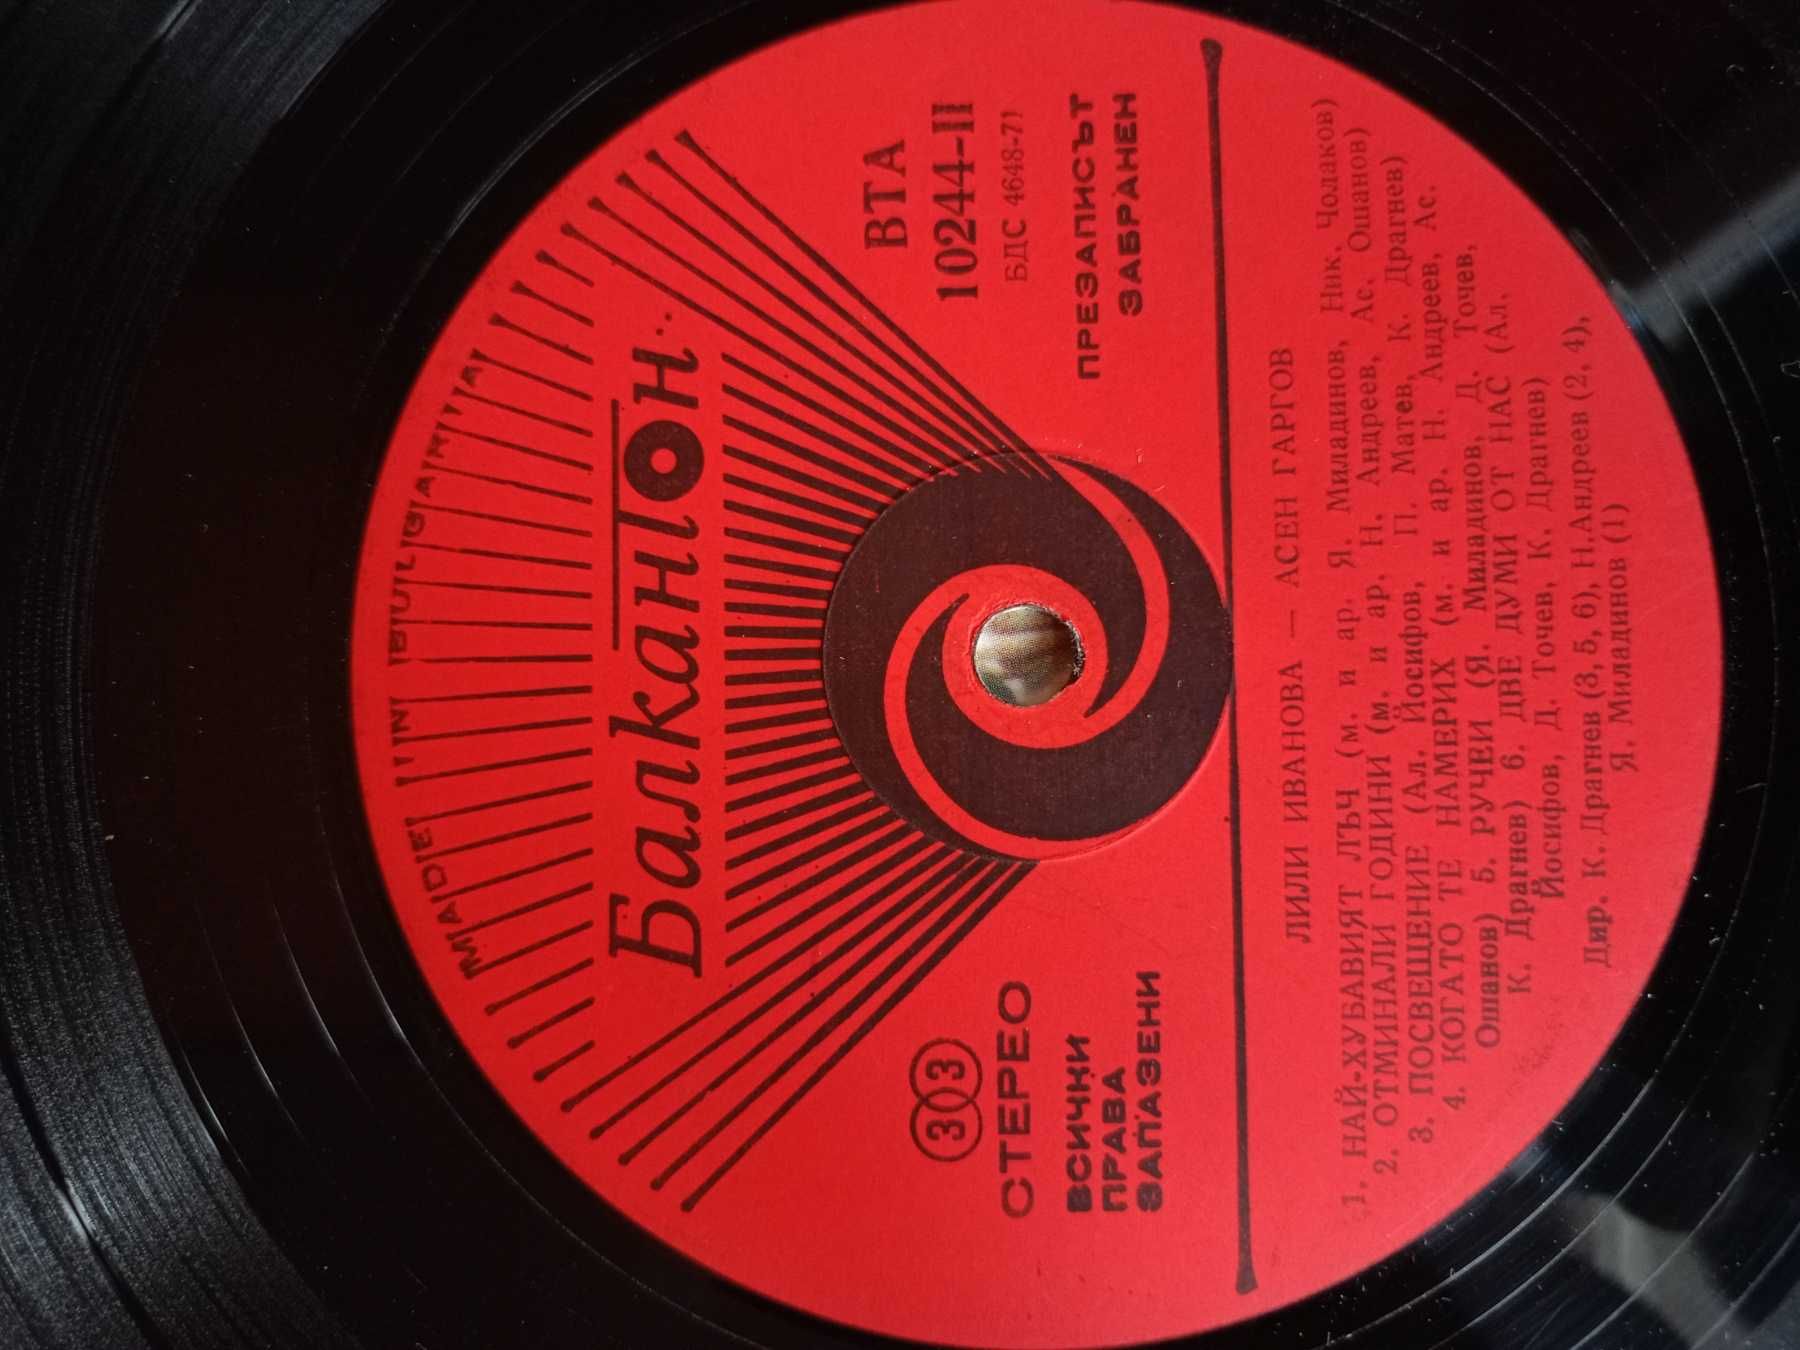 MADE IN BULGARIA
Балкантон
303
СТЕРЕО
ВСИЧКИ
ПРАВА
ЗАПАЗЕНИ
ВТА
10244-II
БДС 4648-71
ПРЕЗАПИСЪТ
ЗАБРАНЕН
ЛИЛИ ИВАНОВА — АСЕН ГАРГОВ
1. НАЙ-ХУБАВИЯТ ЛЪЧ (м. и ар. Я. Миладинов, Ник. Чолаков)
2. ОТМИНАЛИ ГОДИНИ (м. и ар. Н. Андреев, Ас. Ошанов)
3. ПОСВЕЩЕНИЕ (Ал. Йосифов, П. Матев, К. Драгнев)
4. КОГАТО ТЕ НАМЕРИХ (м. и ар. Н. Андреев, Ас.
Ошанов) 5. РУЧЕИ (Я. Миладинов, Д. Точев,
К. Драгнев) 6. ДВЕ ДУМИ ОТ НАС (Ал.
Йосифов, Д. Точев, К. Драгнев)
Дир. К. Драгнев (3, 5, 6), Н.Андреев (2, 4),
Я. Миладинов (1)